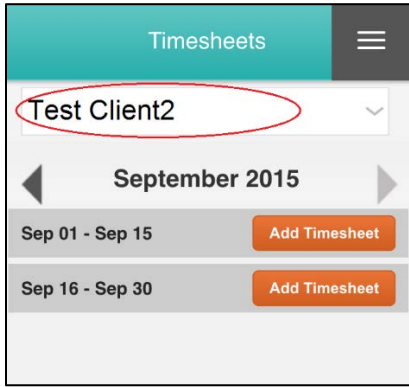 Timesheets
Test Client2
September 2015
Sep 01 - Sep 15 Add Timesheet
Sep 16 - Sep 30 Add Timesheet